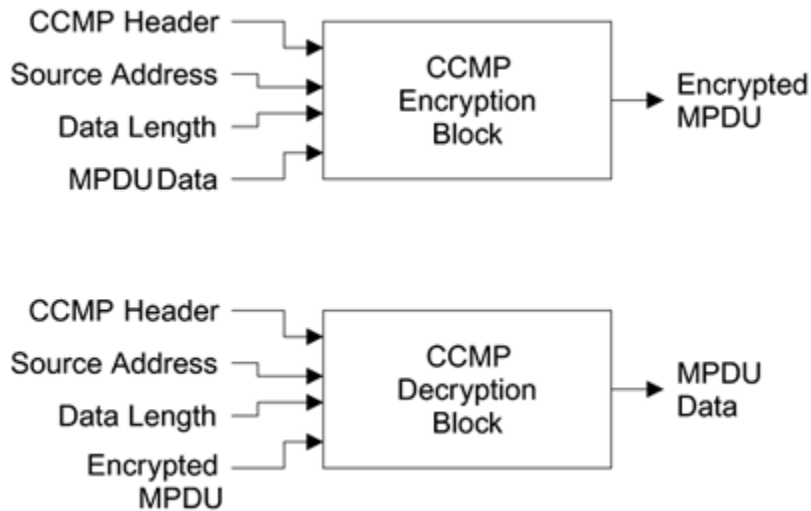 CCMP Header
Source Address
Data Length
MPDU Data
CCMP
Encryption
Block
Encrypted
MPDU
CCMP Header
Source Address
Data Length
Encrypted
MPDU
CCMP
Decryption
Block
MPDU
Data